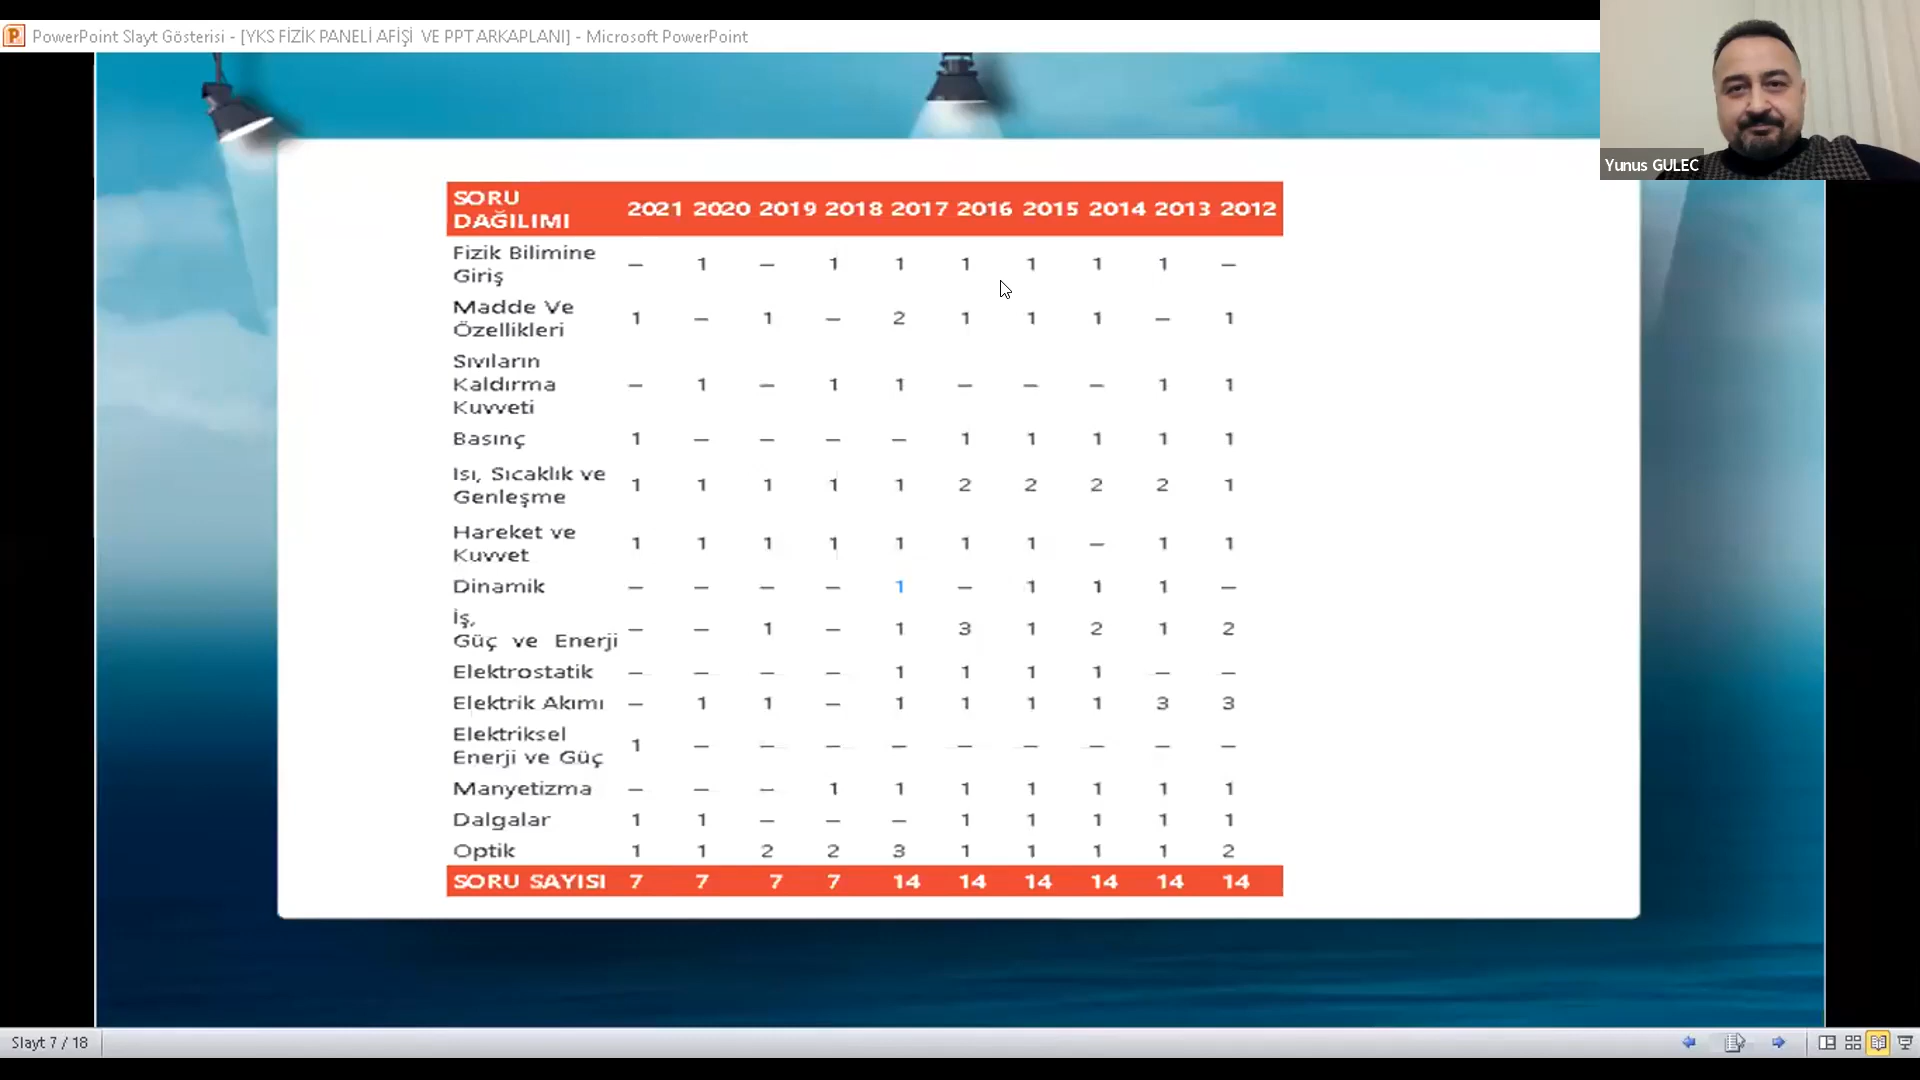 PowerPoint Slayt Gösterisi - [YKS FİZİK PANELİ AFİŞİ VE PPT ARKAPLANI] - Microsoft PowerPoint
Yunus GULEC
SORU
DAĞILIMI 2021 2020 2019 2018 2017 2016 2015 2014 2013 2012
Fizik Bilimine
Giriş – 1 – 1 1 1 1 1 1 –
Madde Ve
Özellikleri 1 – 1 – 2 1 1 1 – 1
Sıvıların
Kaldırma
Kuvveti – 1 – 1 1 – – – 1 1
Basınç 1 – – – – 1 1 1 1 1
Isı, Sıcaklık ve
Genleşme 1 1 1 1 1 2 2 2 2 1
Hareket ve
Kuvvet 1 1 1 1 1 1 1 – 1 1
Dinamik – – – – 1 – 1 1 1 –
İş,
Güç ve Enerji – – 1 – 1 3 1 2 1 2
Elektrostatik – – – – 1 1 1 1 – –
Elektrik Akımı – 1 1 – 1 1 1 1 3 3
Elektriksel
Enerji ve Güç 1 – – – – – – – – –
Manyetizma – – – 1 1 1 1 1 1 1
Dalgalar 1 1 – – – 1 1 1 1 1
Optik 1 1 2 2 3 1 1 1 1 2
SORU SAYISI 7 7 7 7 14 14 14 14 14 14
Slayt 7 / 18